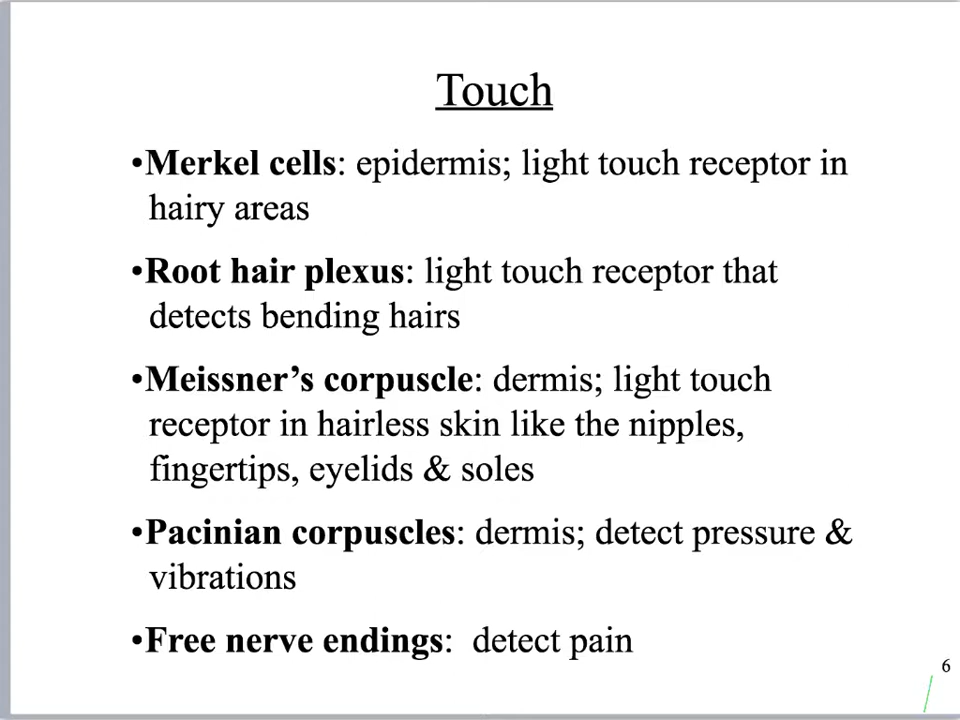 Touch
•Merkel cells: epidermis; light touch receptor in
hairy areas
•Root hair plexus: light touch receptor that
detects bending hairs
•Meissner’s corpuscle: dermis; light touch
receptor in hairless skin like the nipples,
fingertips, eyelids & soles
•Pacinian corpuscles: dermis; detect pressure &
vibrations
•Free nerve endings:  detect pain
6